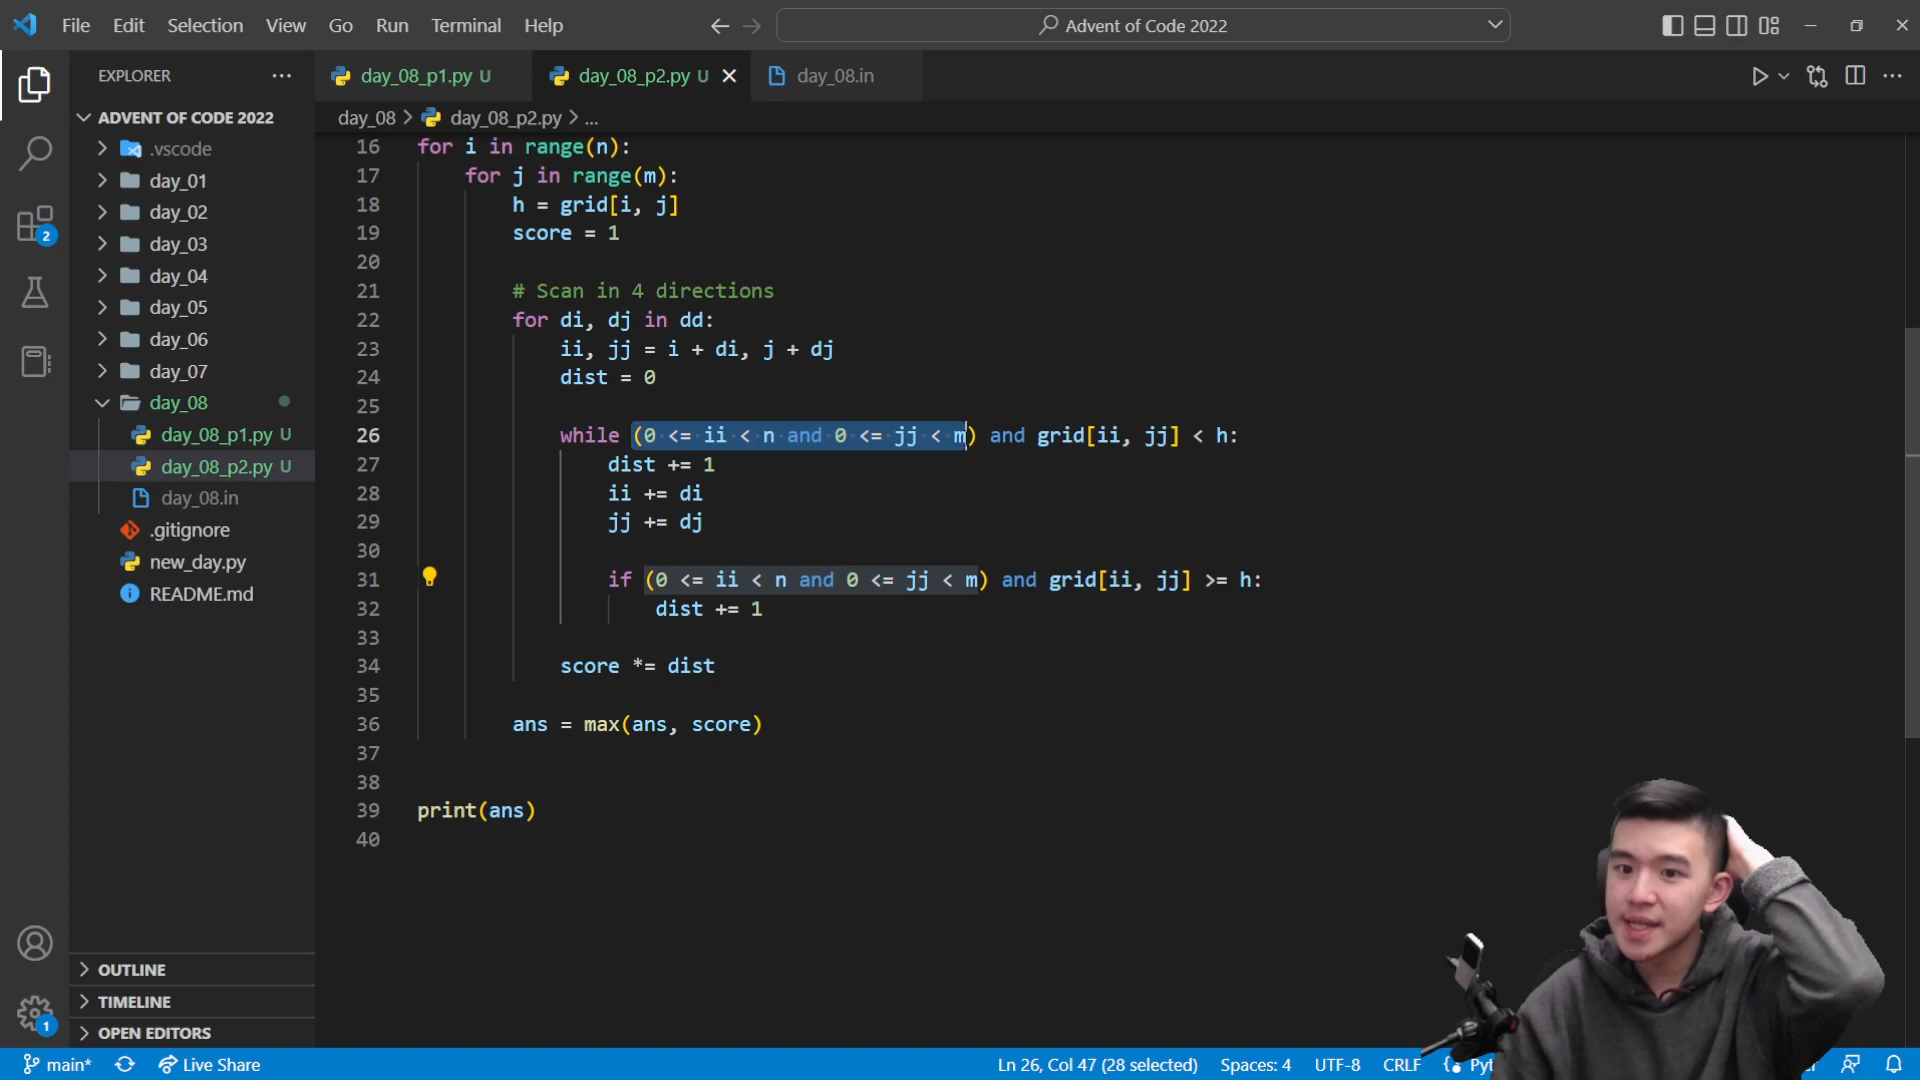 File Edit Selection View Go Run Terminal Help
Advent of Code 2022
EXPLORER
day_08_p1.py U
day_08_p2.py U
day_08.in
ADVENT OF CODE 2022
day_08 > day_08_p2.py > ...
.vscode
day_01
day_02
day_03
day_04
day_05
day_06
day_07
day_08
day_08_p1.py U
day_08_p2.py U
day_08.in
.gitignore
new_day.py
README.md
OUTLINE
TIMELINE
OPEN EDITORS
2
1
16 for i in range(n):
17 for j in range(m):
18 h = grid[i, j]
19 score = 1
20
21 # Scan in 4 directions
22 for di, dj in dd:
23 ii, jj = i + di, j + dj
24 dist = 0
25
26 while (0 <= ii < n and 0 <= jj < m) and grid[ii, jj] < h:
27 dist += 1
28 ii += di
29 jj += dj
30
31 if (0 <= ii < n and 0 <= jj < m) and grid[ii, jj] >= h:
32 dist += 1
33
34 score *= dist
35
36 ans = max(ans, score)
37
38
39 print(ans)
40
main* Live Share Ln 26, Col 47 (28 selected) Spaces: 4 UTF-8 CRLF